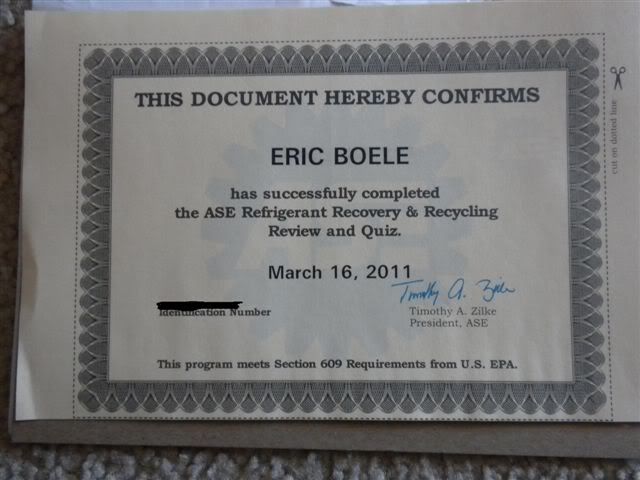 THIS DOCUMENT HEREBY CONFIRMS
ERIC BOELE
has successfully completed
the ASE Refrigerant Recovery & Recycling
Review and Quiz.
March 16, 2011
Timothy A. Zilke
Identification Number
Timothy A. Zilke
President, ASE
This program meets Section 609 Requirements from U.S. EPA.
cut on dotted line